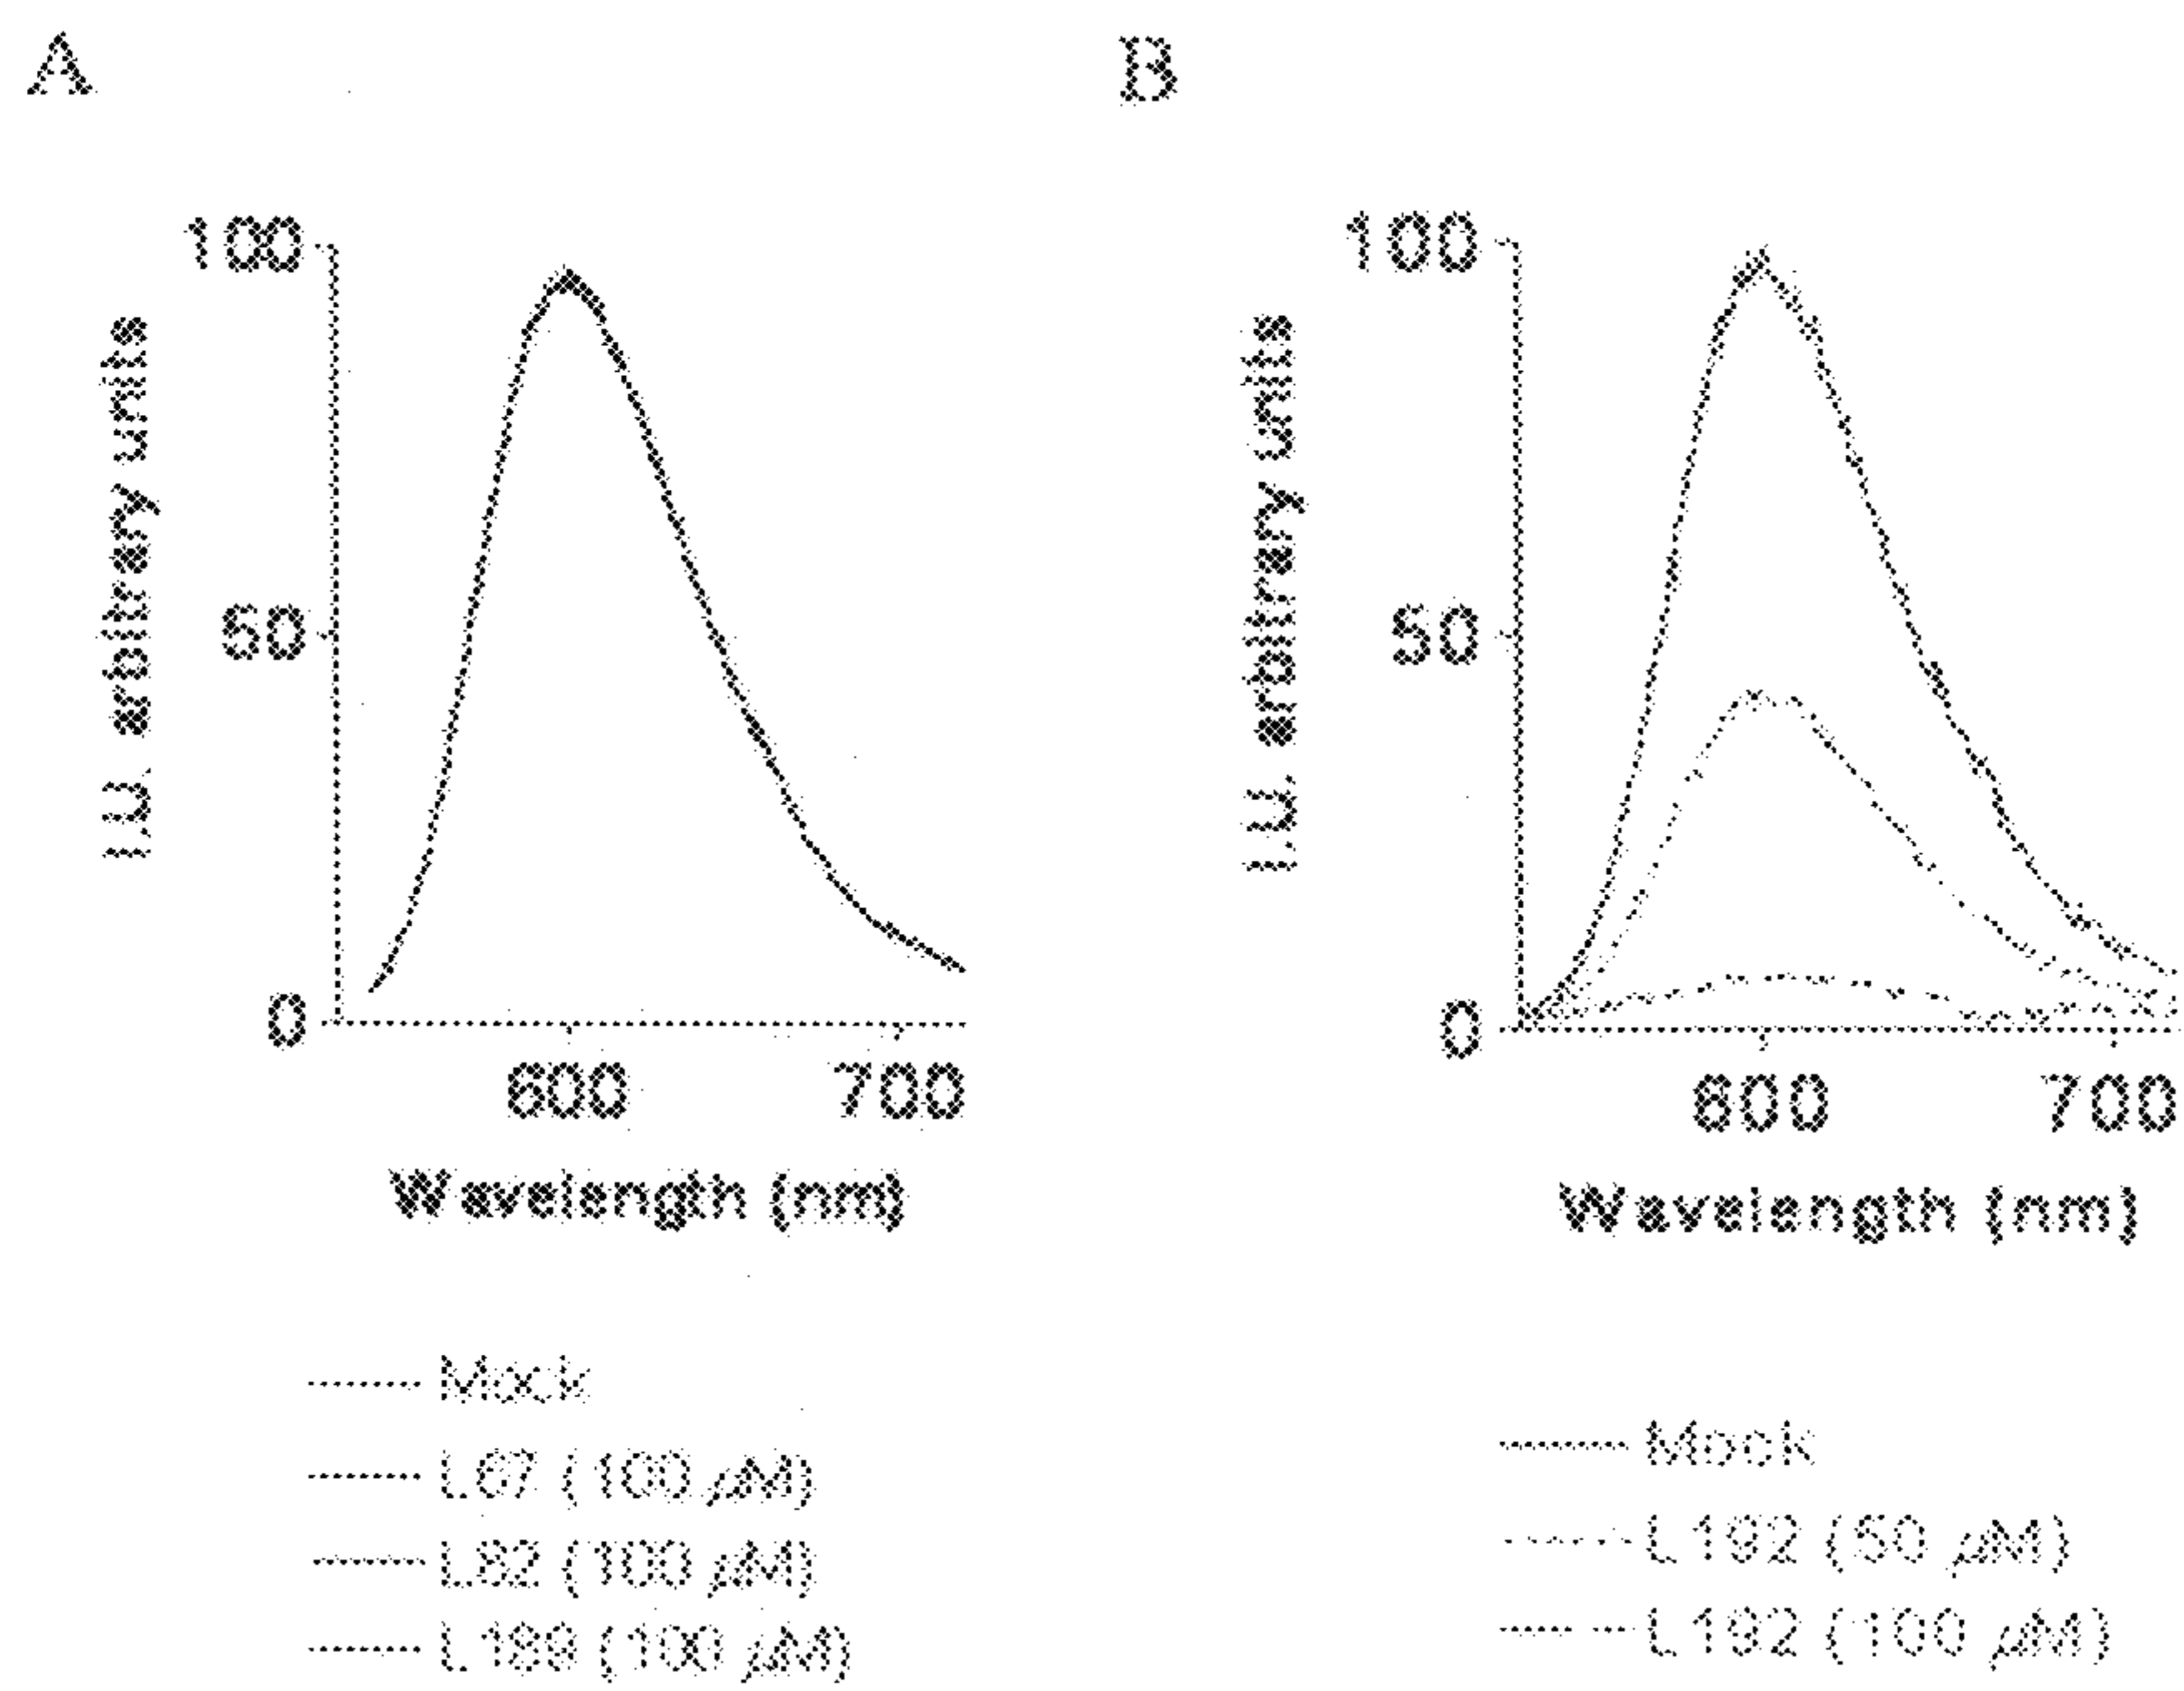 A
B
100
50
0
I.U. arbitrary units
600
700
Wavelength (nm)
100
50
0
I.U. arbitrary units
600
700
Wavelength (nm)
Mock
L67 (100 μM)
L82 (100 μM)
(100 μM)
Mock
L192 (50 μM)
L192 (100 μM)